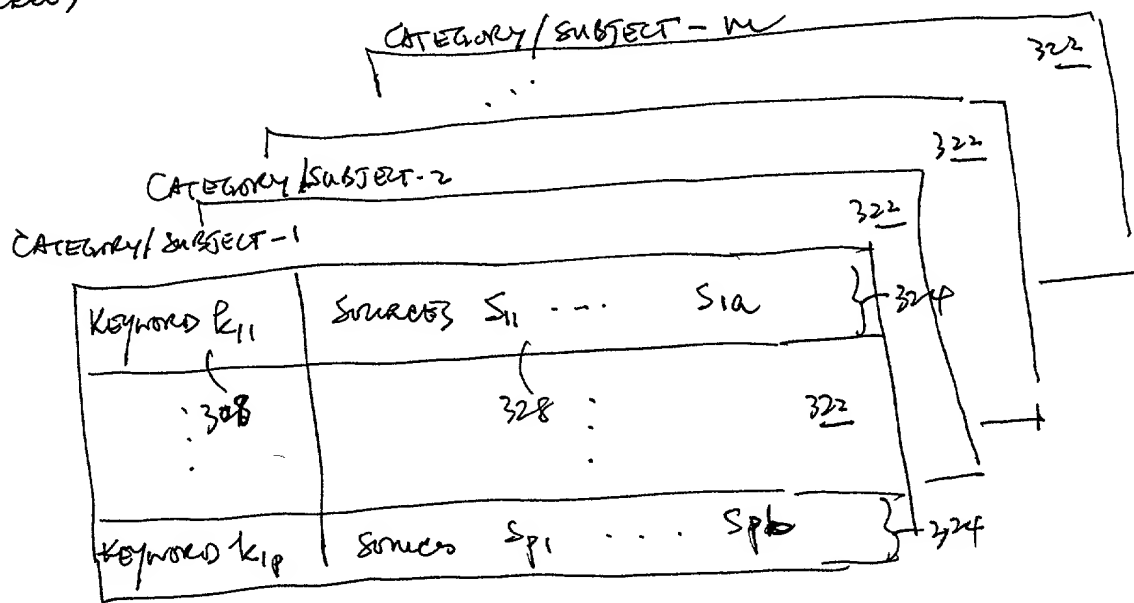 CATEGORY/SUBJECT-m
322
...
322
CATEGORY/SUBJECT-2
322
CATEGORY/SUBJECT-1
KEYWORD k11 SOURCES S11 .... S1a 324
328 322
KEYWORD k1p SOURCES Sp1 .... Spb 324